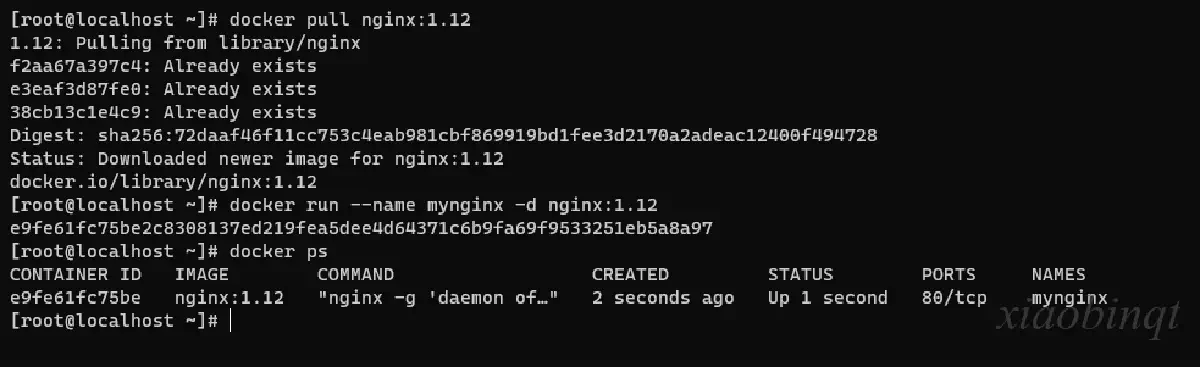 [root@localhost ~]# docker pull nginx:1.12
1.12: Pulling from library/nginx
f2aa67a397c4: Already exists
e3eaf3d87fe0: Already exists
38cb13c1e4c9: Already exists
Digest: sha256:72daaf46f11cc753c4eab981cbf869919bd1fee3d2170a2adeac12400f494728
Status: Downloaded newer image for nginx:1.12
docker.io/library/nginx:1.12
[root@localhost ~]# docker run --name mynginx -d nginx:1.12
e9fe61fc75be2c8308137ed219fea5dee4d64371c6b9fa69f9533251eb5a8a97
[root@localhost ~]# docker ps
CONTAINER ID   IMAGE        COMMAND                  CREATED         STATUS        PORTS     NAMES
e9fe61fc75be   nginx:1.12   "nginx -g 'daemon of…"   2 seconds ago   Up 1 second   80/tcp    mynginx
[root@localhost ~]#
xiaobinqt